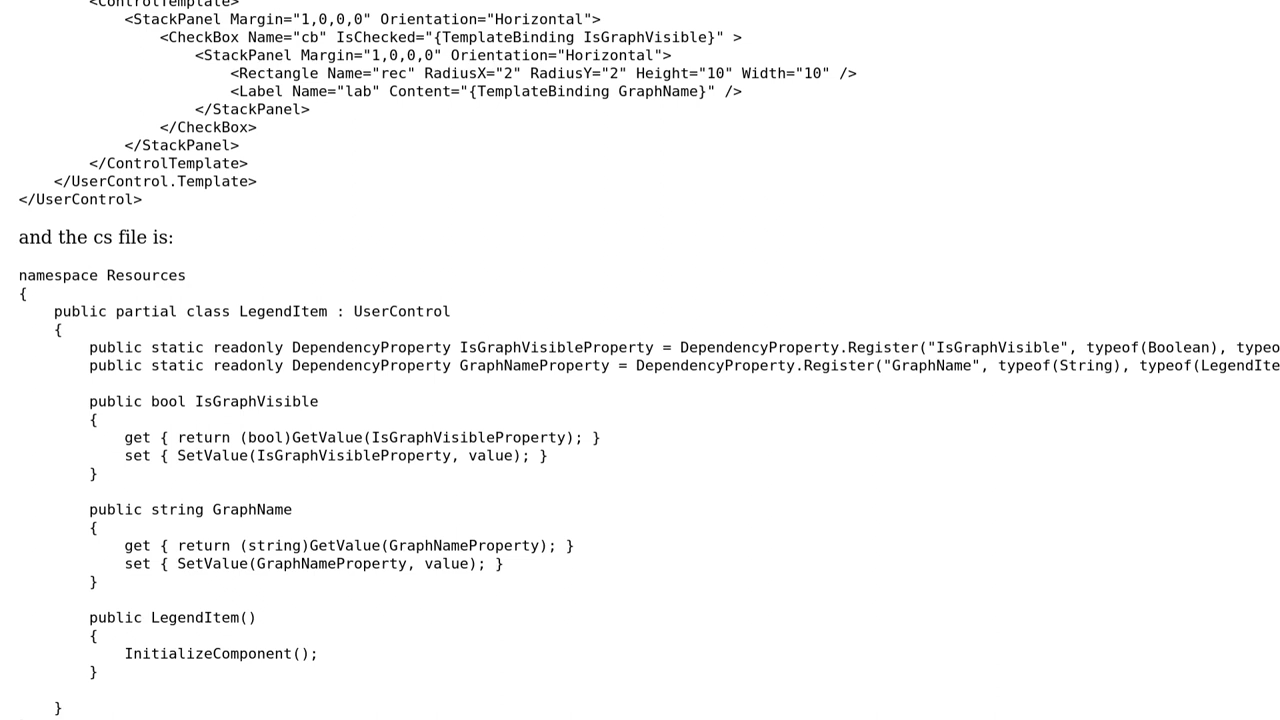 <ControlTemplate>
<StackPanel Margin="1,0,0,0" Orientation="Horizontal">
<CheckBox Name="cb" IsChecked="{TemplateBinding IsGraphVisible}" >
<StackPanel Margin="1,0,0,0" Orientation="Horizontal">
<Rectangle Name="rec" RadiusX="2" RadiusY="2" Height="10" Width="10" />
<Label Name="lab" Content="{TemplateBinding GraphName}" />
</StackPanel>
</CheckBox>
</StackPanel>
</ControlTemplate>
</UserControl.Template>
</UserControl>
and the cs file is:
namespace Resources
{
public partial class LegendItem : UserControl
{
public static readonly DependencyProperty IsGraphVisibleProperty = DependencyProperty.Register("IsGraphVisible", typeof(Boolean), typeo
public static readonly DependencyProperty GraphNameProperty = DependencyProperty.Register("GraphName", typeof(String), typeof(LegendIte
public bool IsGraphVisible
{
get { return (bool)GetValue(IsGraphVisibleProperty); }
set { SetValue(IsGraphVisibleProperty, value); }
}
public string GraphName
{
get { return (string)GetValue(GraphNameProperty); }
set { SetValue(GraphNameProperty, value); }
}
public LegendItem()
{
InitializeComponent();
}
}